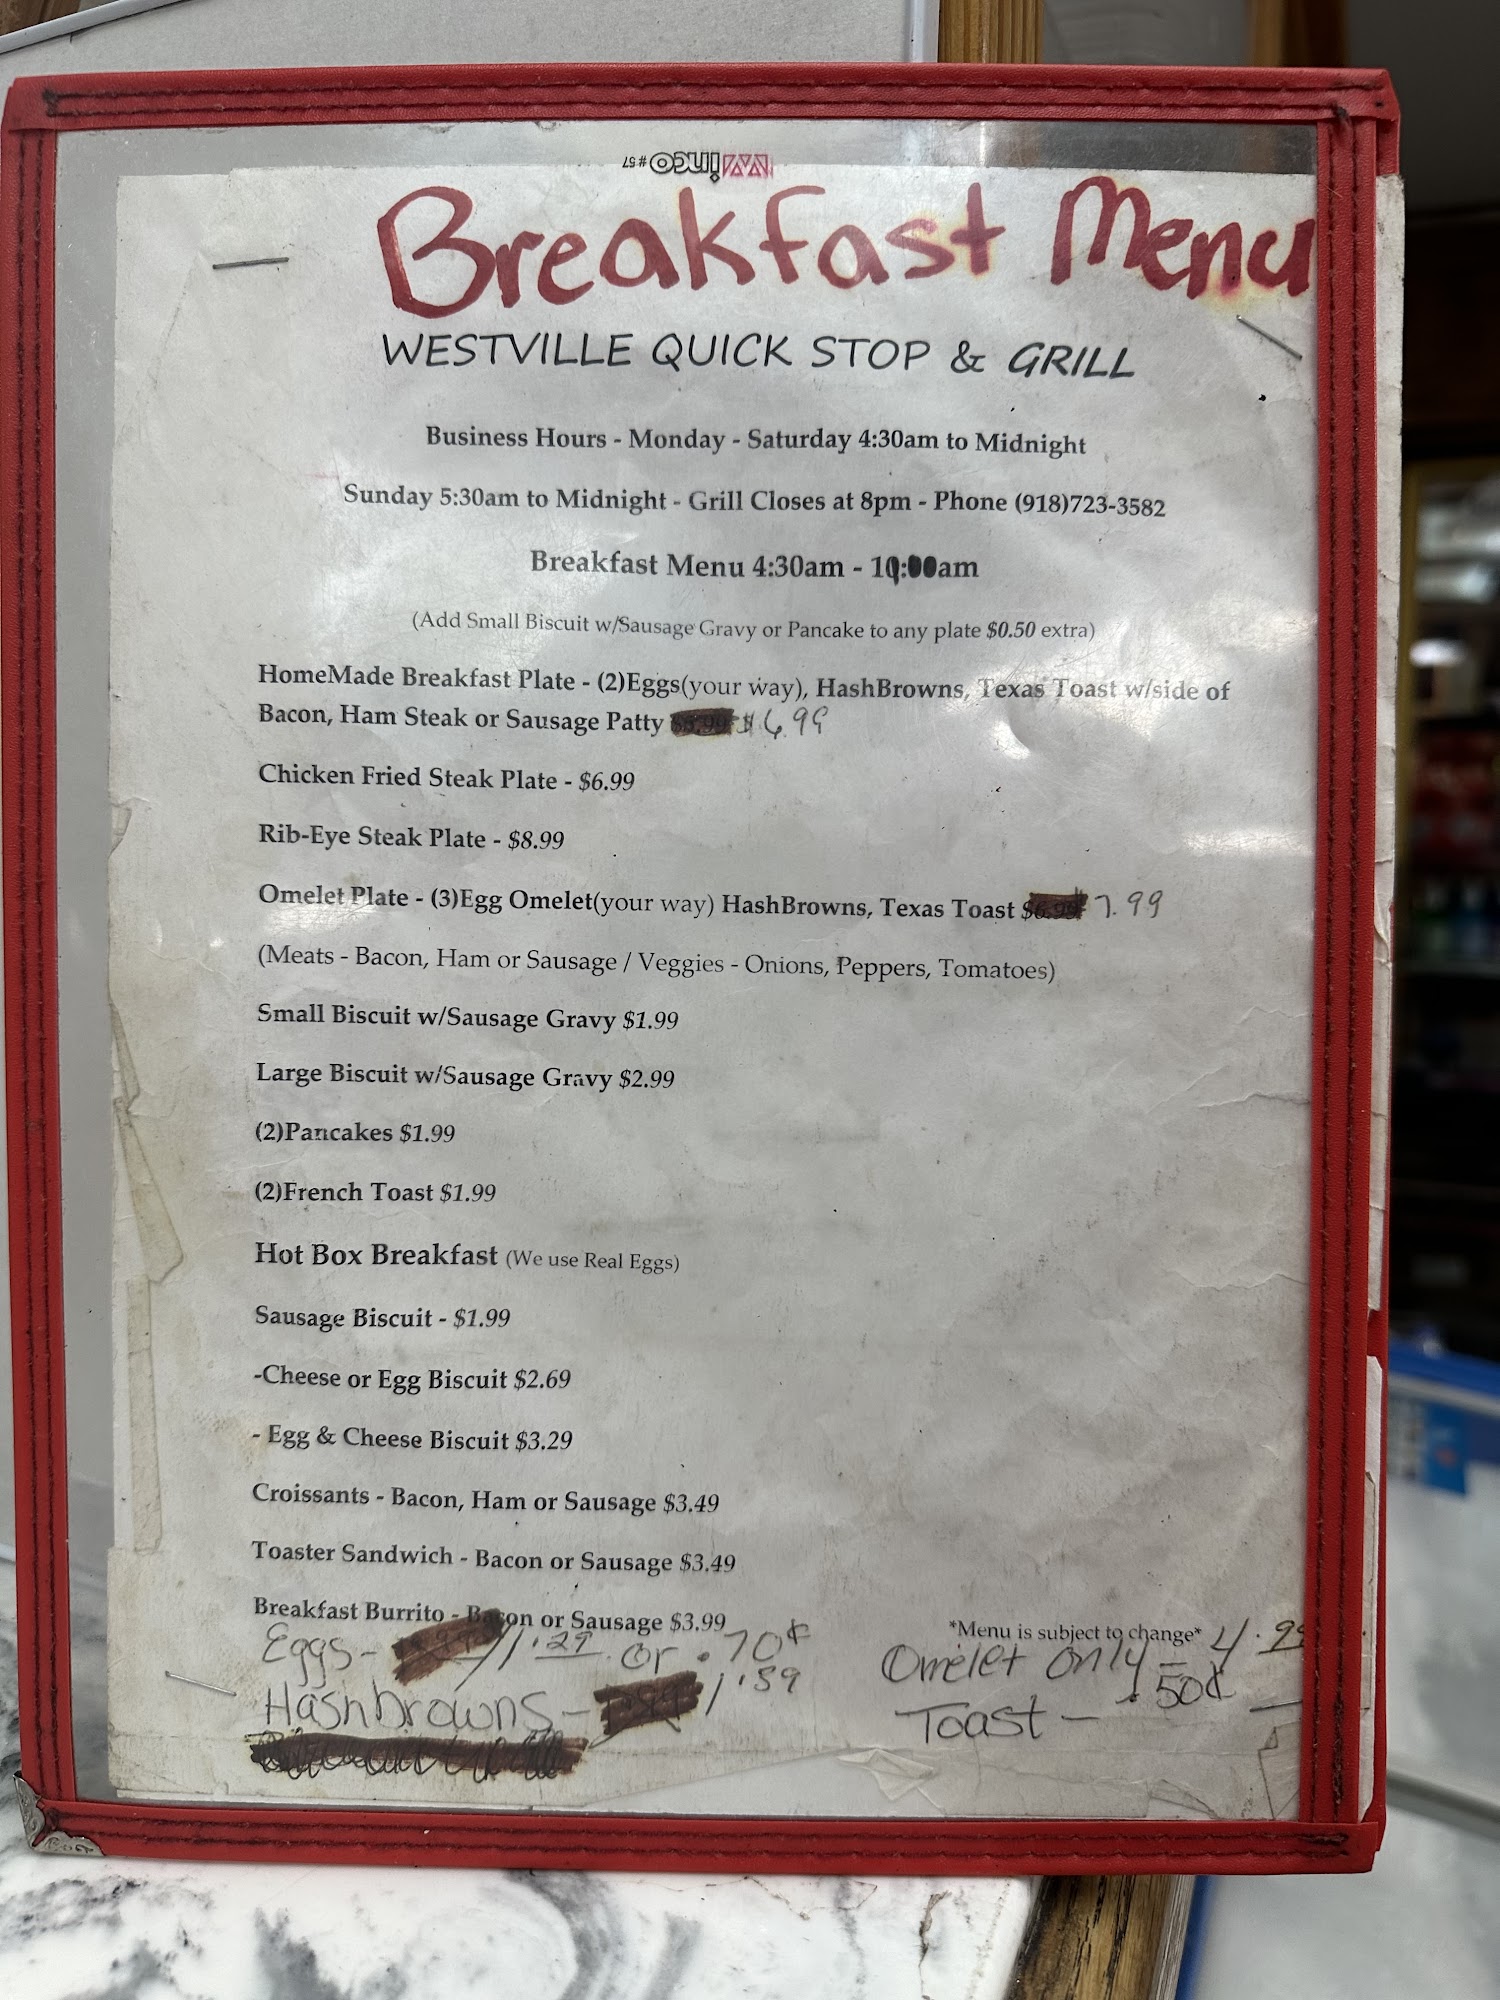 winco #57
Breakfast Menu
WESTVILLE QUICK STOP & GRILL
Business Hours - Monday - Saturday 4:30am to Midnight
Sunday 5:30am to Midnight - Grill Closes at 8pm - Phone (918)723-3582
Breakfast Menu 4:30am - 10:00am
(Add Small Biscuit w/Sausage Gravy or Pancake to any plate $0.50 extra)
HomeMade Breakfast Plate - (2)Eggs(your way), HashBrowns, Texas Toast w/side of
Bacon, Ham Steak or Sausage Patty $6.99
Chicken Fried Steak Plate - $6.99
Rib-Eye Steak Plate - $8.99
Omelet Plate - (3)Egg Omelet(your way) HashBrowns, Texas Toast $6.99 7.99
(Meats - Bacon, Ham or Sausage / Veggies - Onions, Peppers, Tomatoes)
Small Biscuit w/Sausage Gravy $1.99
Large Biscuit w/Sausage Gravy $2.99
(2)Pancakes $1.99
(2)French Toast $1.99
Hot Box Breakfast (We use Real Eggs)
Sausage Biscuit - $1.99
-Cheese or Egg Biscuit $2.69
- Egg & Cheese Biscuit $3.29
Croissants - Bacon, Ham or Sausage $3.49
Toaster Sandwich - Bacon or Sausage $3.49
Breakfast Burrito - Bacon or Sausage $3.99
*Menu is subject to change*
Eggs - 1.29 or .70¢
Hashbrowns - 1.59
Omelet only - 4.99
Toast - .50¢